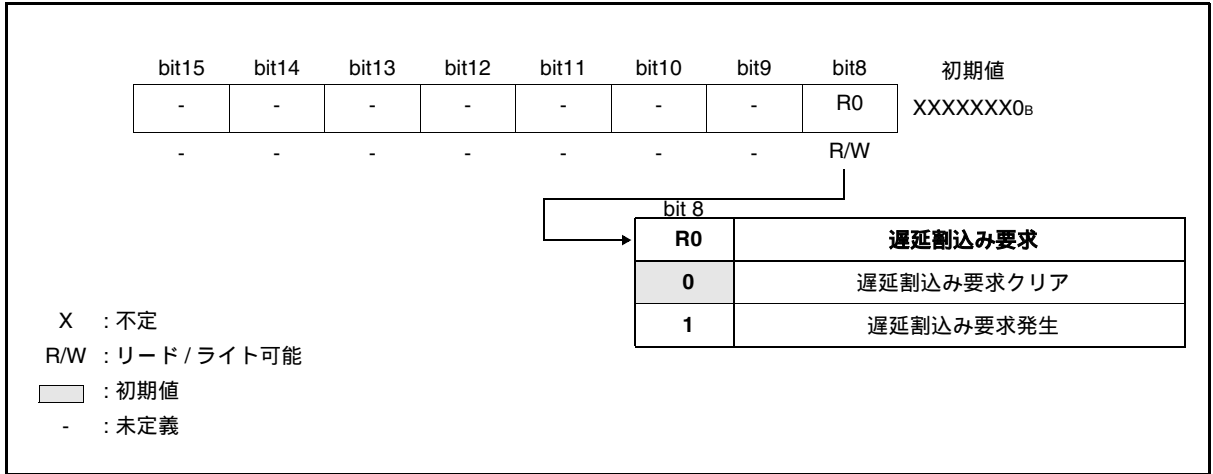 bit15 bit14 bit13 bit12 bit11 bit10 bit9 bit8 初期値
- - - - - - - R0 XXXXXXX0B
- - - - - - - R/W
bit 8
R0 遅延割込み要求
0 遅延割込み要求クリア
1 遅延割込み要求発生
X : 不定
R/W : リード / ライト可能
: 初期値
- : 未定義